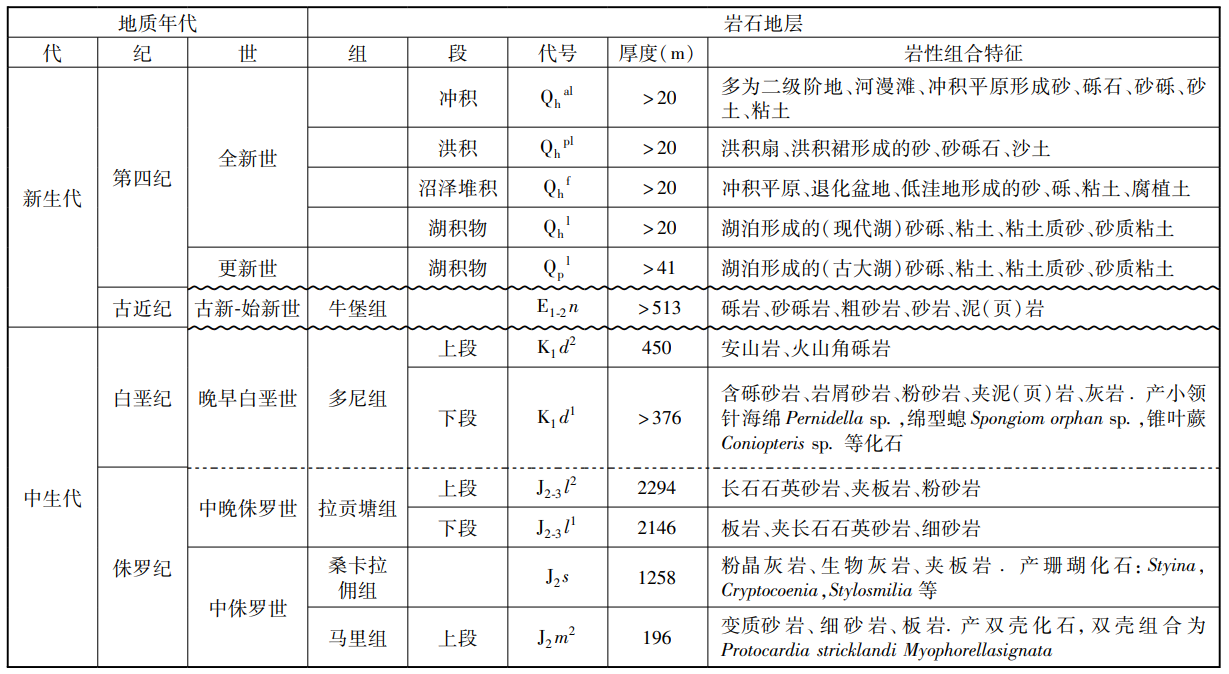 地质年代 岩石地层
代 纪 世 组 段 代号 厚度(m) 岩性组合特征
新生代 第四纪 全新世 冲积 Qh^al >20 多为二级阶地、河漫滩、冲积平原形成砂、砾石、砂砾、砂
土、粘土
洪积 Qh^pl >20 洪积扇、洪积裙形成的砂、砂砾石、沙土
沼泽堆积 Qh^f >20 冲积平原、退化盆地、低洼地形成的砂、砾、粘土、腐植土
湖积物 Qh^l >20 湖泊形成的(现代湖)砂砾、粘土、粘土质砂、砂质粘土
更新世 湖积物 Qp^l >41 湖泊形成的(古大湖)砂砾、粘土、粘土质砂、砂质粘土
古近纪 古新-始新世 牛堡组 E1-2n >513 砾岩、砂砾岩、粗砂岩、砂岩、泥(页)岩
中生代 白垩纪 晚早白垩世 多尼组 上段 K1d^2 450 安山岩、火山角砾岩
下段 K1d^1 >376 含砾砂岩、岩屑砂岩、粉砂岩、夹泥(页)岩、灰岩. 产小领
针海绵 Pernidella sp. ,绵型螅 Spongiom orphan sp. ,锥叶蕨
Coniopteris sp. 等化石
侏罗纪 中晚侏罗世 拉贡塘组 上段 J2-3l^2 2294 长石石英砂岩、夹板岩、粉砂岩
下段 J2-3l^1 2146 板岩、夹长石石英砂岩、细砂岩
中侏罗世 桑卡拉
佣组 J2s 1258 粉晶灰岩、生物灰岩、夹板岩. 产珊瑚化石: Styina,
Cryptocoenia,Stylosmilia 等
马里组 上段 J2m^2 196 变质砂岩、细砂岩、板岩. 产双壳化石, 双壳组合为
Protocardia stricklandi Myophorellasignata